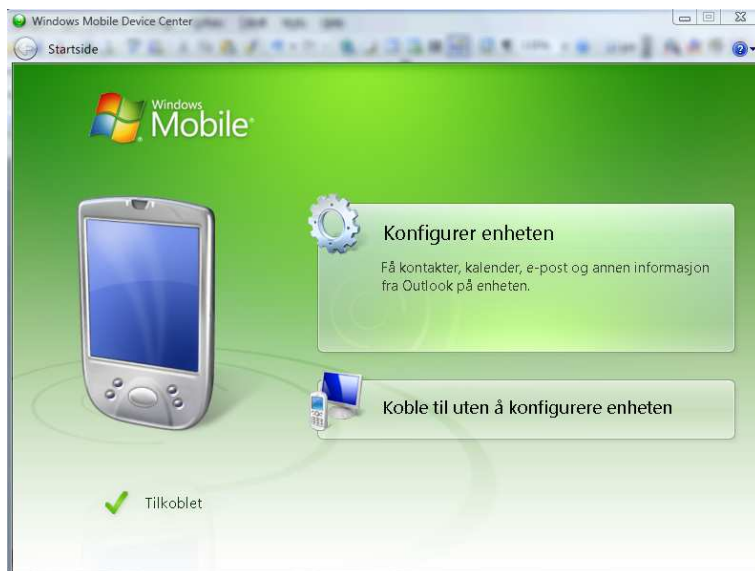 Windows Mobile Device Center
Startside
Windows
Mobile
Konfigurer enheten
Få kontakter, kalender, e-post og annen informasjon
fra Outlook på enheten.
Koble til uten å konfigurere enheten
Tilkoblet